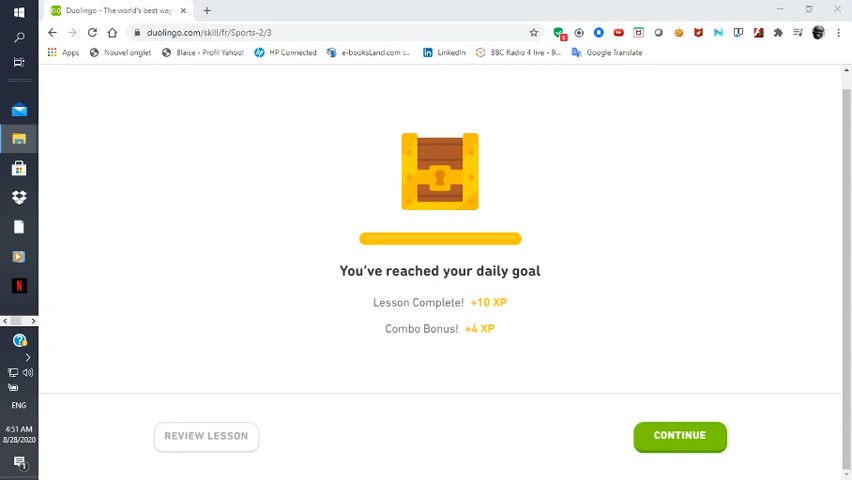 Duolingo - The world's best way
duolingo.com/skill/fr/Sports-2/3
Apps
Nouvel onglet
Blaise - Profil Yahoo!
HP Connected
e-booksLand.com :...
LinkedIn
BBC Radio 4 live - 9...
Google Translate
You've reached your daily goal
Lesson Complete! +10 XP
Combo Bonus! +4 XP
REVIEW LESSON
CONTINUE
ENG
4:51 AM
8/28/2020